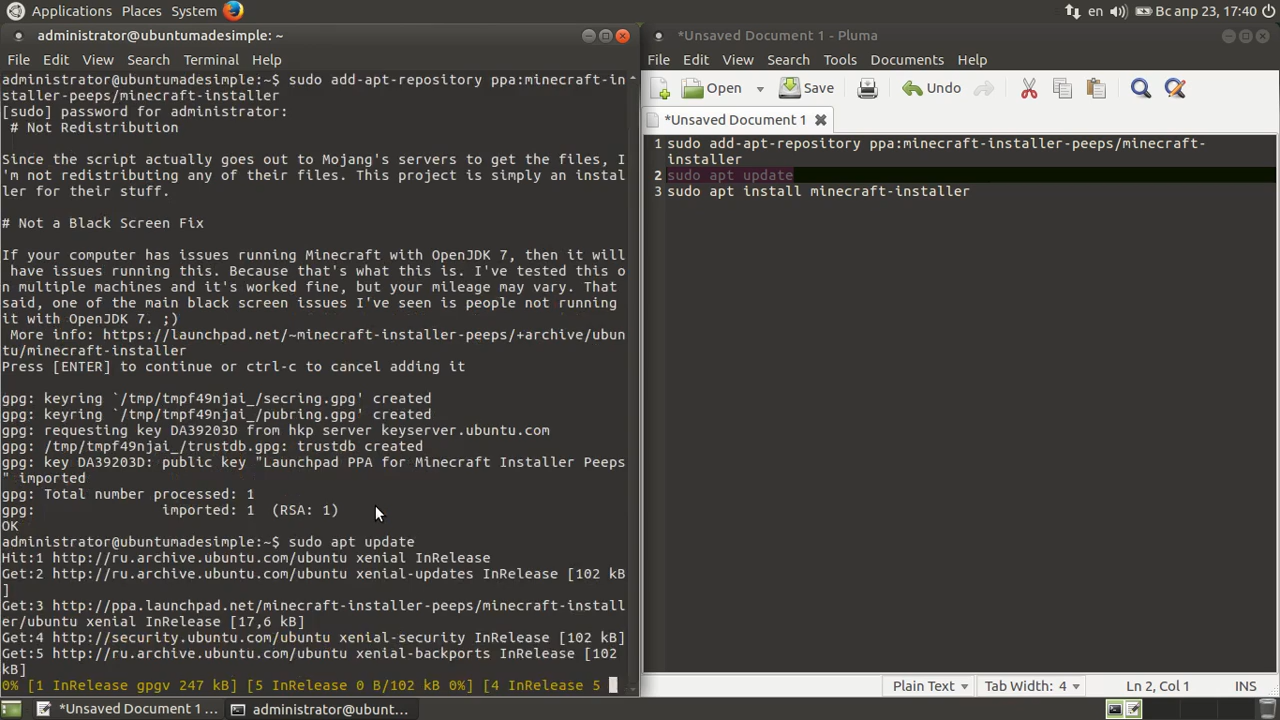 Applications Places System en Вс апр 23, 17:40
administrator@ubuntumadesimple: ~
File Edit View Search Terminal Help
administrator@ubuntumadesimple:~$ sudo add-apt-repository ppa:minecraft-in
staller-peeps/minecraft-installer
[sudo] password for administrator:
# Not Redistribution
Since the script actually goes out to Mojang's servers to get the files, I
'm not redistributing any of their files. This project is simply an instal
ler for their stuff.
# Not a Black Screen Fix
If your computer has issues running Minecraft with OpenJDK 7, then it will
have issues running this. Because that's what this is. I've tested this o
n multiple machines and it's worked fine, but your mileage may vary. That
said, one of the main black screen issues I've seen is people not running
it with OpenJDK 7. ;)
More info: https://launchpad.net/~minecraft-installer-peeps/+archive/ubun
tu/minecraft-installer
Press [ENTER] to continue or ctrl-c to cancel adding it
gpg: keyring `/tmp/tmpf49njai_/secring.gpg' created
gpg: keyring `/tmp/tmpf49njai_/pubring.gpg' created
gpg: requesting key DA39203D from hkp server keyserver.ubuntu.com
gpg: /tmp/tmpf49njai_/trustdb.gpg: trustdb created
gpg: key DA39203D: public key "Launchpad PPA for Minecraft Installer Peeps
" imported
gpg: Total number processed: 1
gpg: imported: 1 (RSA: 1)
OK
administrator@ubuntumadesimple:~$ sudo apt update
Hit:1 http://ru.archive.ubuntu.com/ubuntu xenial InRelease
Get:2 http://ru.archive.ubuntu.com/ubuntu xenial-updates InRelease [102 kB
]
Get:3 http://ppa.launchpad.net/minecraft-installer-peeps/minecraft-install
er/ubuntu xenial InRelease [17,6 kB]
Get:4 http://security.ubuntu.com/ubuntu xenial-security InRelease [102 kB]
Get:5 http://ru.archive.ubuntu.com/ubuntu xenial-backports InRelease [102
kB]
0% [1 InRelease gpgv 247 kB] [5 InRelease 0 B/102 kB 0%] [4 InRelease 5
*Unsaved Document 1 - Pluma
File Edit View Search Tools Documents Help
Open Save Undo
*Unsaved Document 1
1 sudo add-apt-repository ppa:minecraft-installer-peeps/minecraft-
installer
2 sudo apt update
3 sudo apt install minecraft-installer
Plain Text Tab Width: 4 Ln 2, Col 1 INS
*Unsaved Document 1 ... administrator@ubunt...